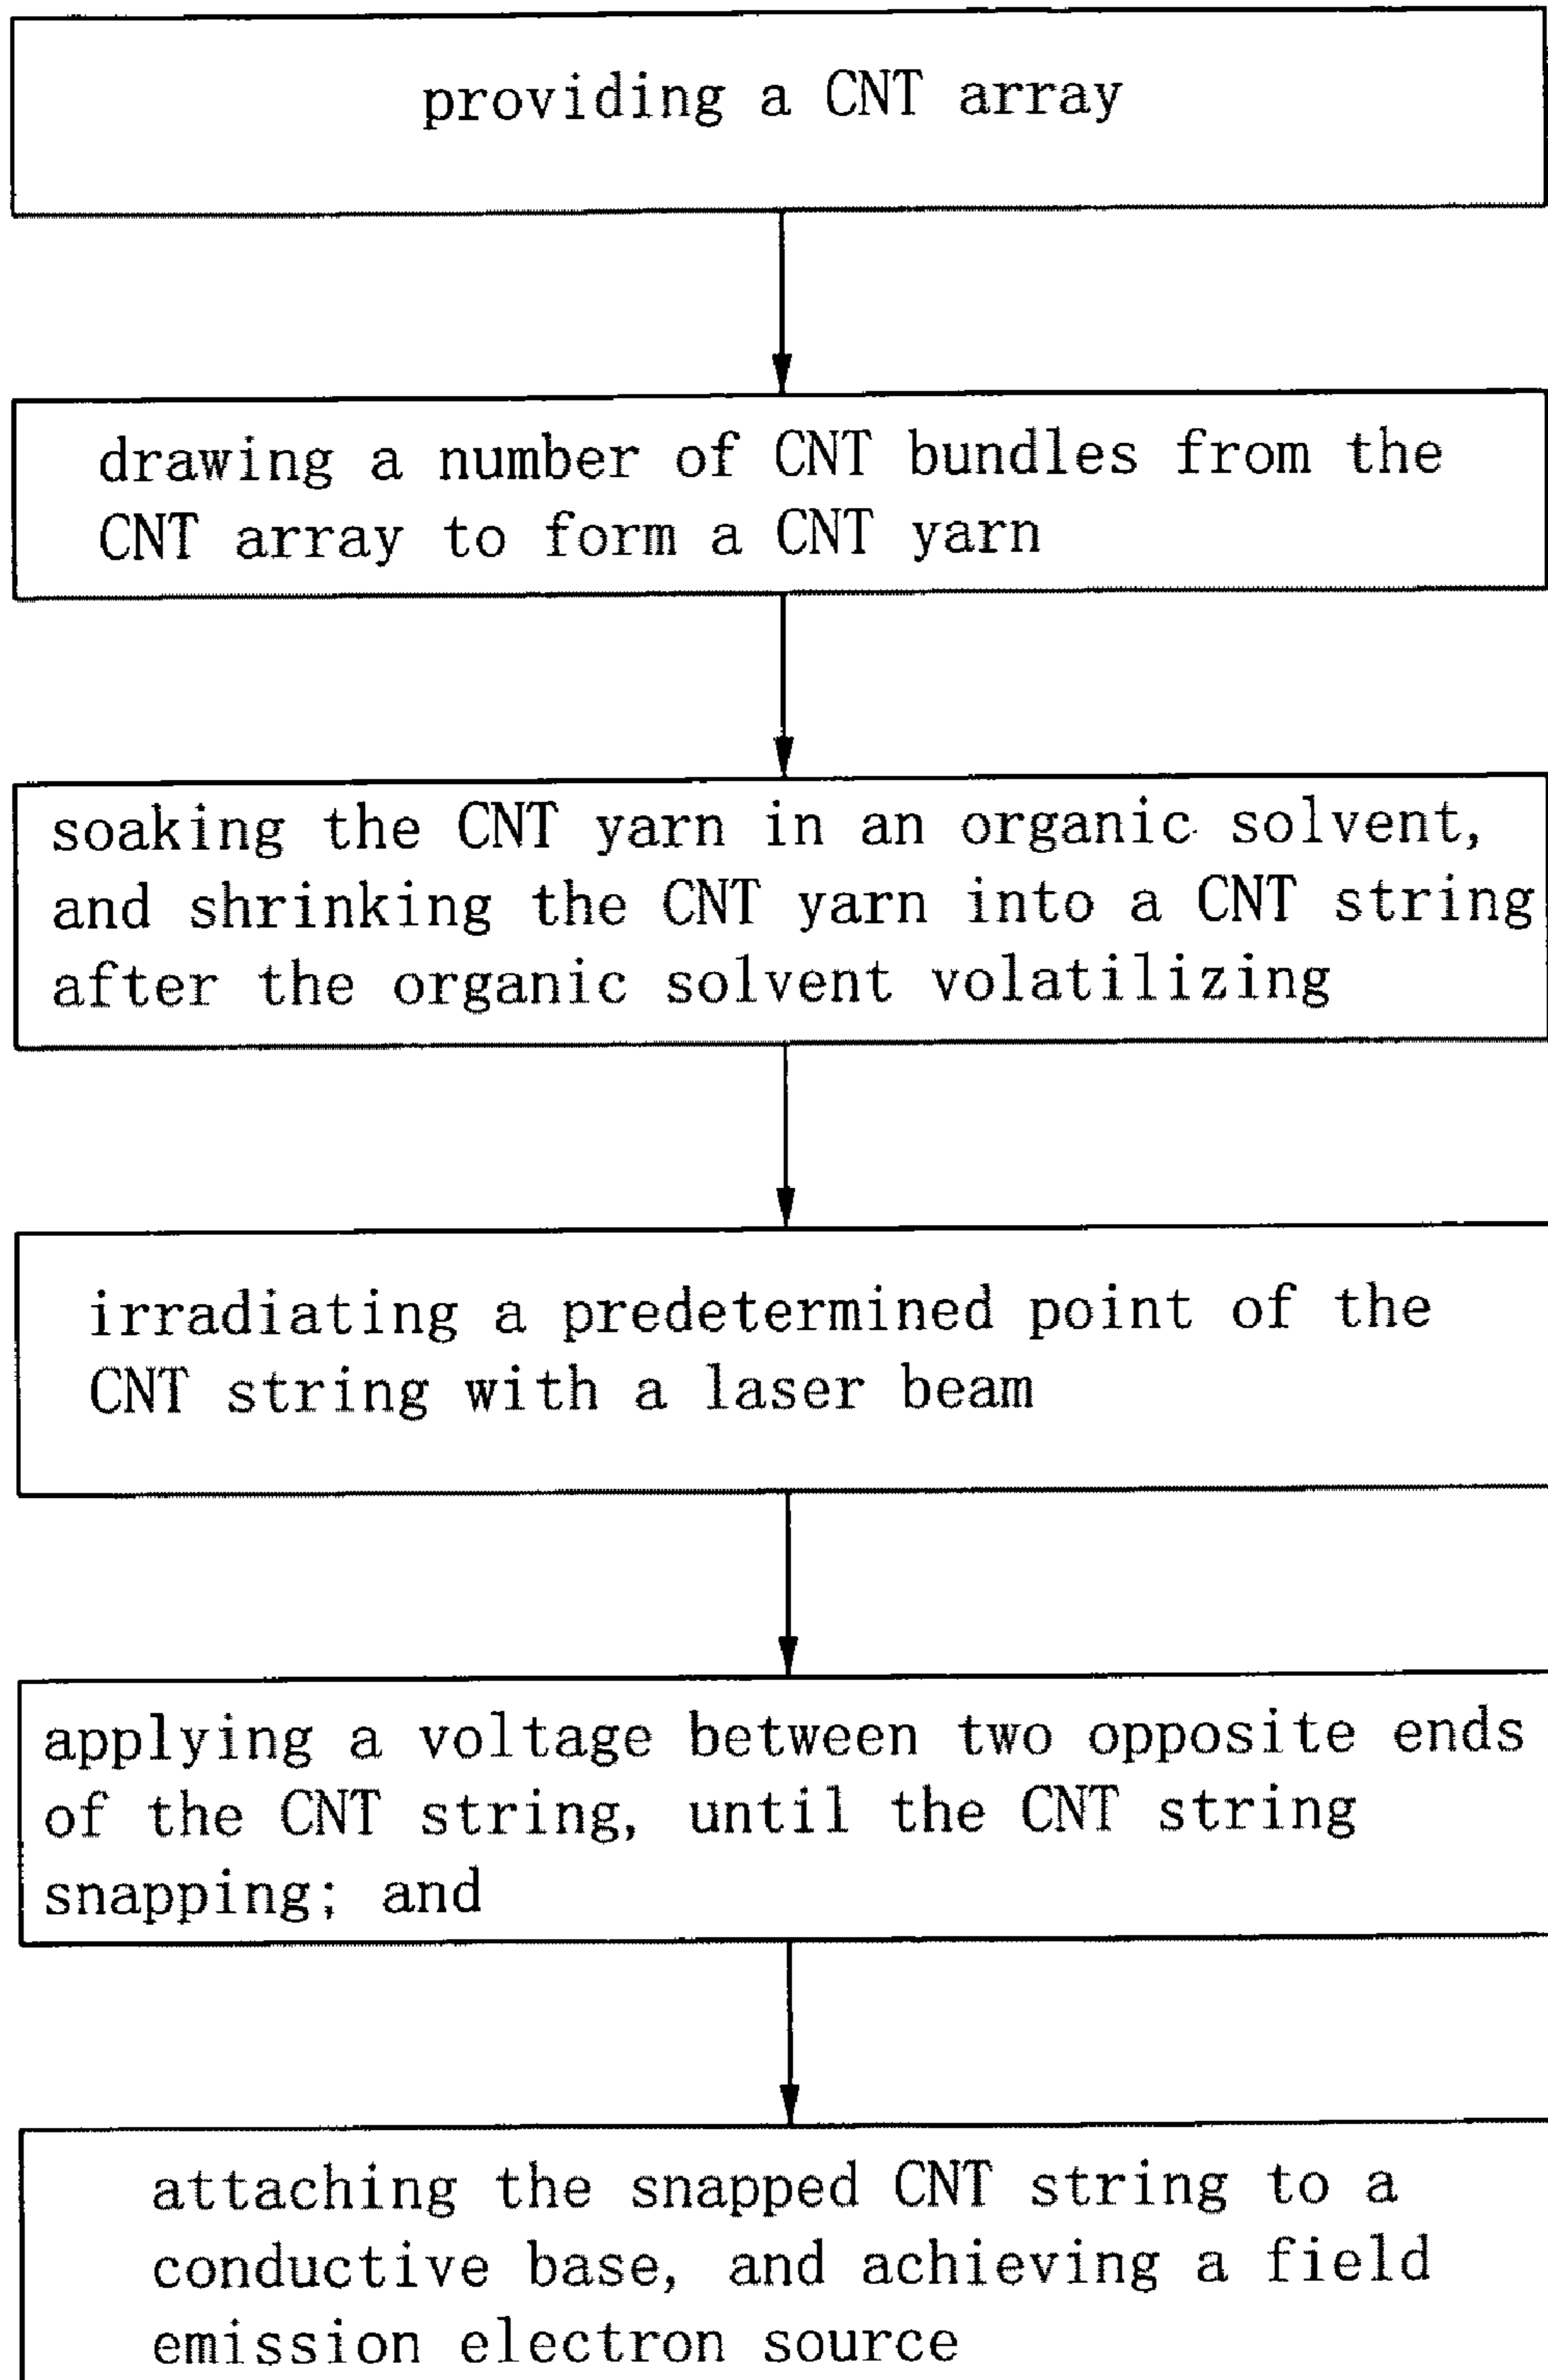 providing a CNT array
drawing a number of CNT bundles from the
CNT array to form a CNT yarn
soaking the CNT yarn in an organic solvent,
and shrinking the CNT yarn into a CNT string
after the organic solvent volatilizing
irradiating a predetermined point of the
CNT string with a laser beam
applying a voltage between two opposite ends
of the CNT string, until the CNT string
snapping; and
attaching the snapped CNT string to a
conductive base, and achieving a field
emission electron source